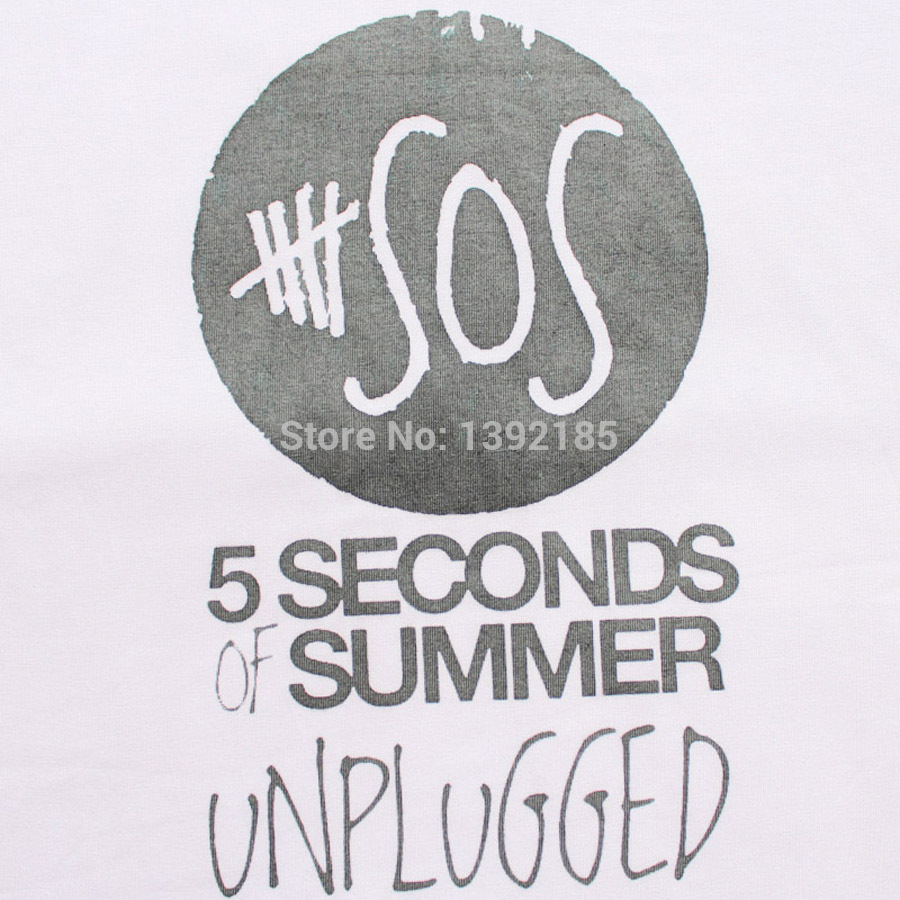 SOS
Store No: 1392185
5 SECONDS
OF SUMMER
UNPLUGGED